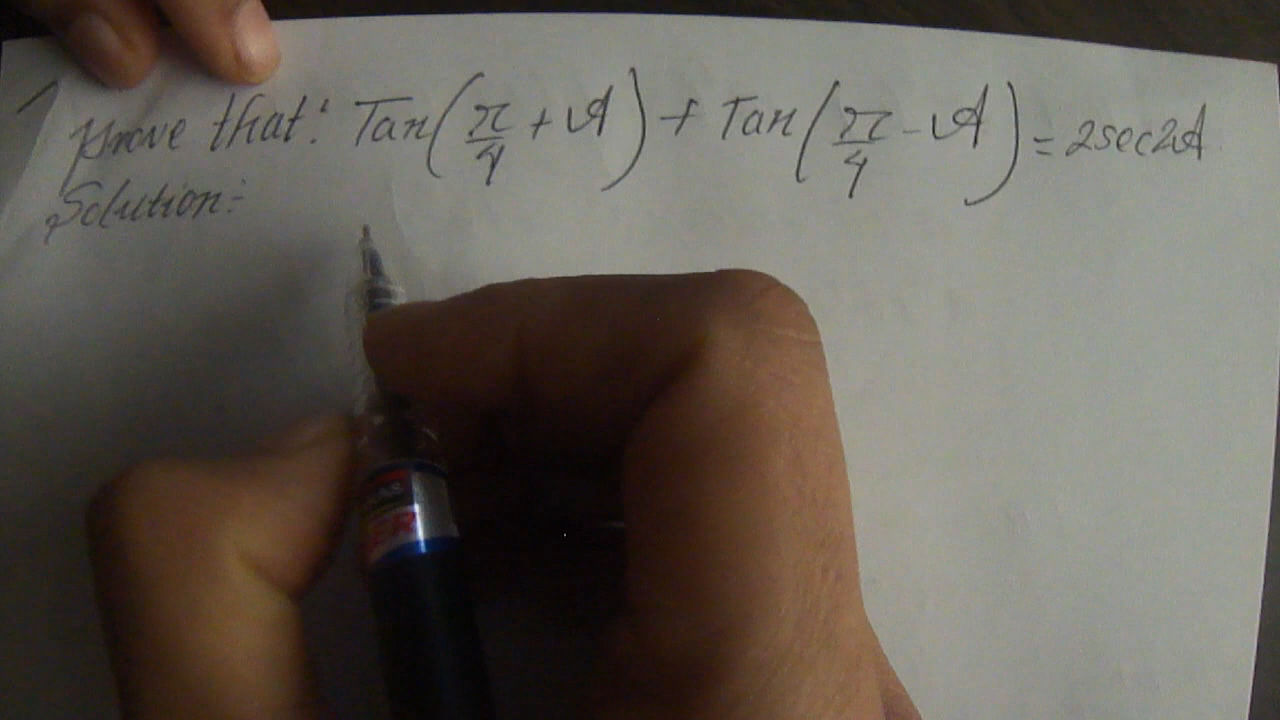 prove that: Tan(π/4 + A) + Tan(π/4 - A) = 2sec2A
Solution:-